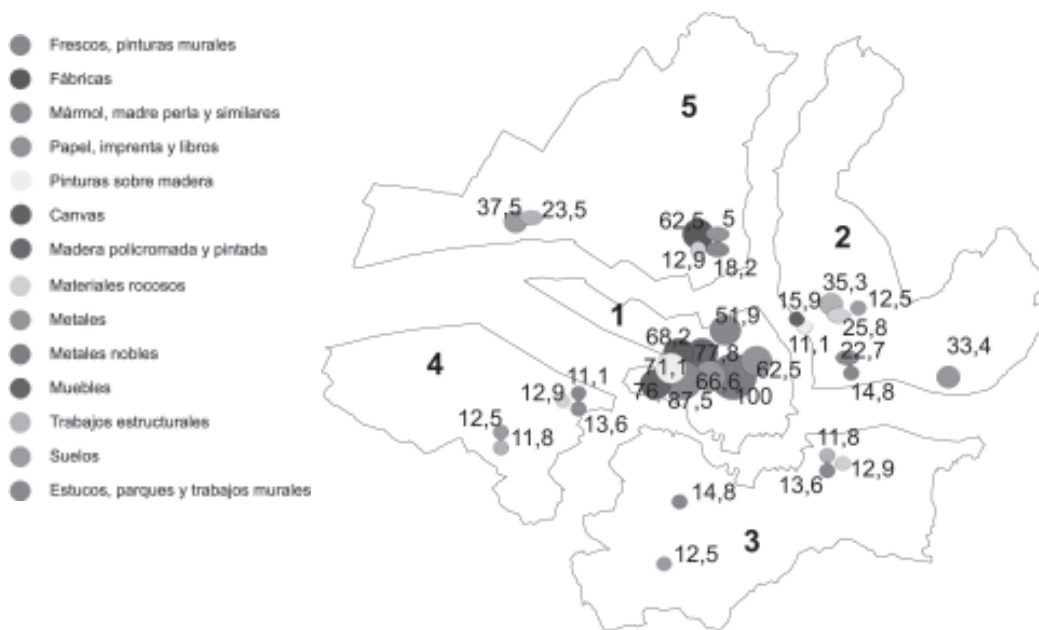 Frescos, pinturas murales
Fábricas
Mármol, madre perla y similares
Papel, imprenta y libros
Pinturas sobre madera
Canvas
Madera policromada y pintada
Materiales rocosos
Metales
Metales nobles
Muebles
Trabajos estructurales
Suelos
Estucos, parques y trabajos murales
5
37,5
23,5
62,5
5
12,9
18,2
2
35,3
15,9
12,5
25,8
11,1
22,7
33,4
14,8
1
51,9
68,2
77,8
71,1
62,5
76
66,6
87,5
100
4
11,1
12,9
13,6
12,5
11,8
11,8
12,9
13,6
14,8
3
12,5